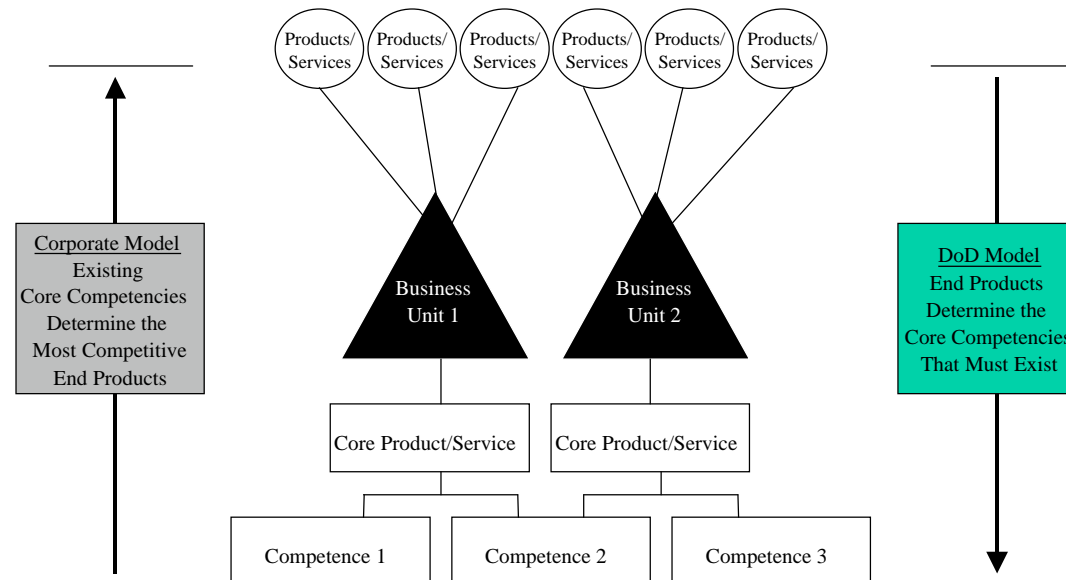 Products/
Services
Products/
Services
Products/
Services
Products/
Services
Products/
Services
Products/
Services
Corporate Model
Existing
Core Competencies
Determine the
Most Competitive
End Products
Business
Unit 1
Business
Unit 2
DoD Model
End Products
Determine the
Core Competencies
That Must Exist
Core Product/Service
Core Product/Service
Competence 1
Competence 2
Competence 3